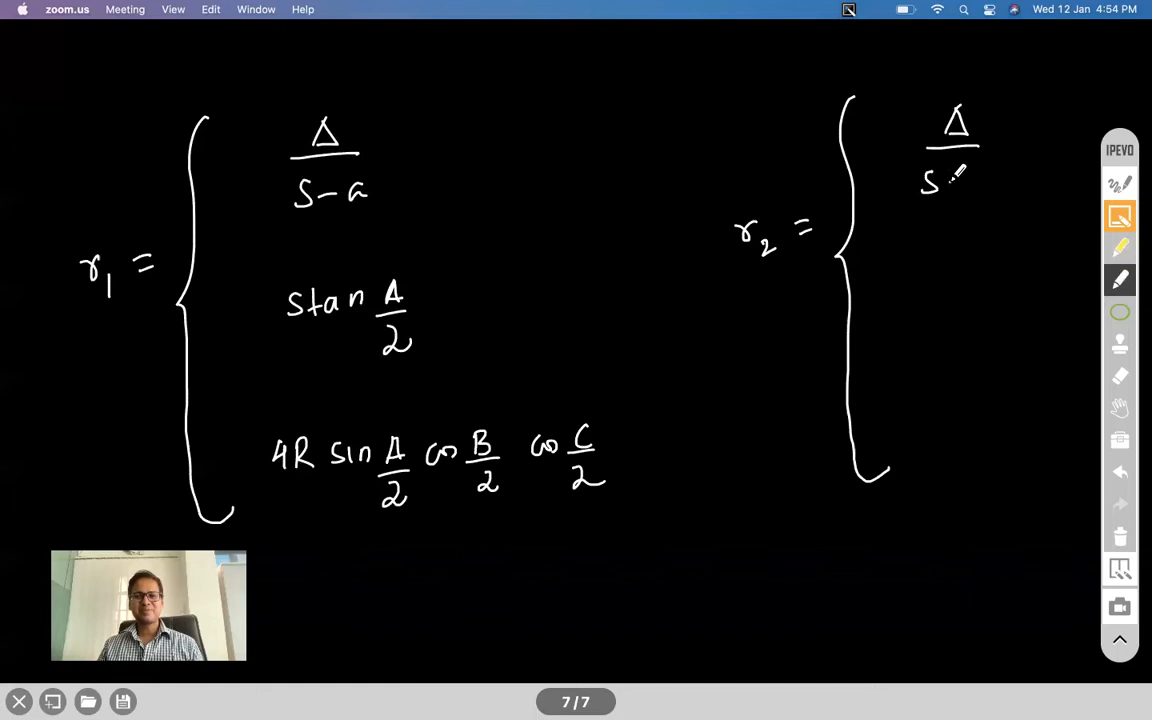 zoom.us Meeting View Edit Window Help Wed 12 Jan 4:54 PM
IPEVO
r₁ =
Δ
s-a
s tan A/2
4R sin A/2 cos B/2 cos C/2
r₂ =
Δ
s
7/7